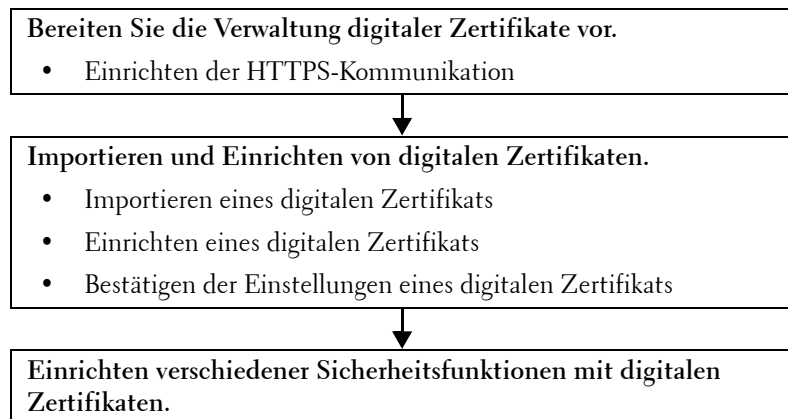 Bereiten Sie die Verwaltung digitaler Zertifikate vor.
• Einrichten der HTTPS-Kommunikation
Importieren und Einrichten von digitalen Zertifikaten.
• Importieren eines digitalen Zertifikats
• Einrichten eines digitalen Zertifikats
• Bestätigen der Einstellungen eines digitalen Zertifikats
Einrichten verschiedener Sicherheitsfunktionen mit digitalen
Zertifikaten.